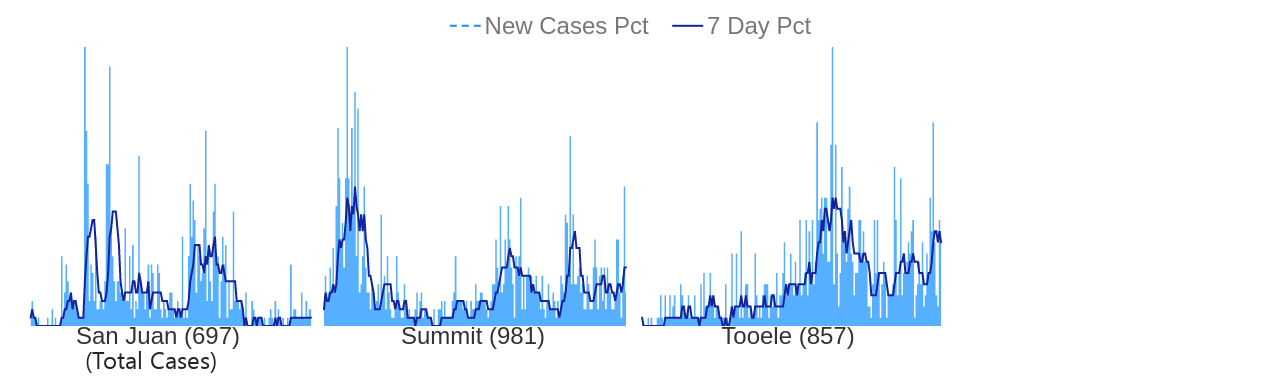 New Cases Pct 7 Day Pct
San Juan (697) Summit (981) Tooele (857)
(Total Cases)